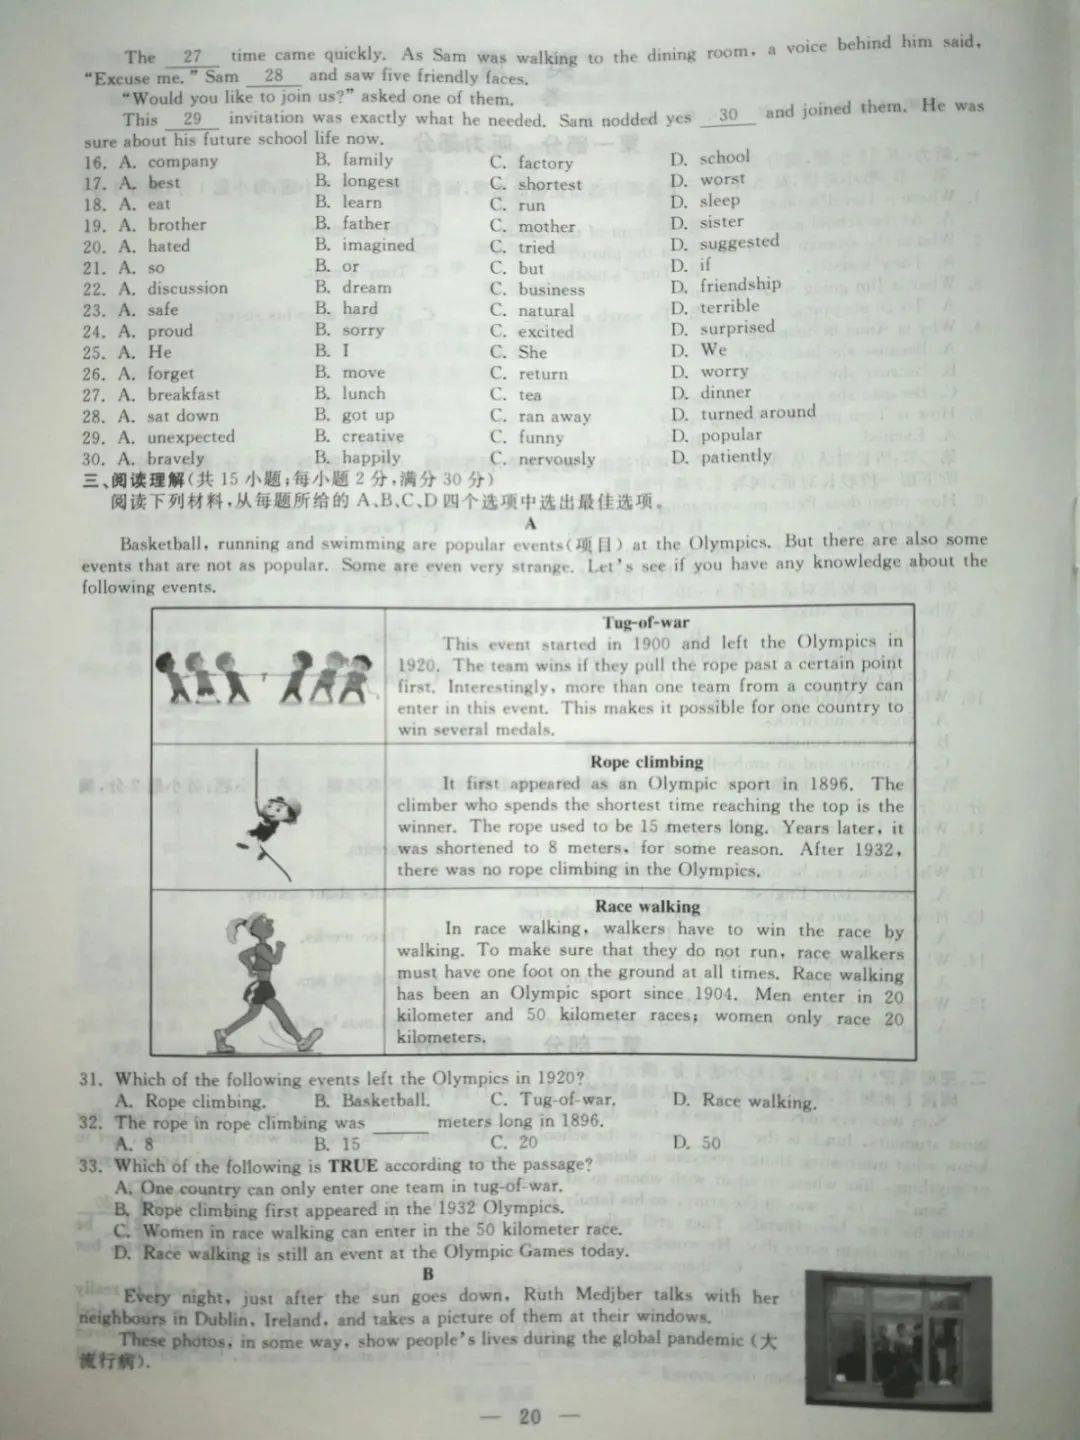 The 27 time came quickly. As Sam was walking to the dining room, a voice behind him said,
“Excuse me.” Sam 28 and saw five friendly faces.
“Would you like to join us?” asked one of them.
This 29 invitation was exactly what he needed. Sam nodded yes 30 and joined them. He was
sure about his future school life now.
16. A. company B. family C. factory D. school
17. A. best B. longest C. shortest D. worst
18. A. eat B. learn C. run D. sleep
19. A. brother B. father C. mother D. sister
20. A. hated B. imagined C. tried D. suggested
21. A. so B. or C. but D. if
22. A. discussion B. dream C. business D. friendship
23. A. safe B. hard C. natural D. terrible
24. A. proud B. sorry C. excited D. surprised
25. A. He B. I C. She D. We
26. A. forget B. move C. return D. worry
27. A. breakfast B. lunch C. tea D. dinner
28. A. sat down B. got up C. ran away D. turned around
29. A. unexpected B. creative C. funny D. popular
30. A. bravely B. happily C. nervously D. patiently
三、阅读理解(共 15 小题;每小题 2 分,满分 30 分)
阅读下列材料,从每题所给的 A、B、C、D 四个选项中选出最佳选项。
A
Basketball, running and swimming are popular events(项目) at the Olympics. But there are also some
events that are not as popular. Some are even very strange. Let's see if you have any knowledge about the
following events.
Tug-of-war
This event started in 1900 and left the Olympics in
1920. The team wins if they pull the rope past a certain point
first. Interestingly, more than one team from a country can
enter in this event. This makes it possible for one country to
win several medals.
Rope climbing
It first appeared as an Olympic sport in 1896. The
climber who spends the shortest time reaching the top is the
winner. The rope used to be 15 meters long. Years later, it
was shortened to 8 meters, for some reason. After 1932,
there was no rope climbing in the Olympics.
Race walking
In race walking, walkers have to win the race by
walking. To make sure that they do not run, race walkers
must have one foot on the ground at all times. Race walking
has been an Olympic sport since 1904. Men enter in 20
kilometer and 50 kilometer races; women only race 20
kilometers.
31. Which of the following events left the Olympics in 1920?
A. Rope climbing. B. Basketball. C. Tug-of-war. D. Race walking.
32. The rope in rope climbing was ______ meters long in 1896.
A. 8 B. 15 C. 20 D. 50
33. Which of the following is TRUE according to the passage?
A. One country can only enter one team in tug-of-war.
B. Rope climbing first appeared in the 1932 Olympics.
C. Women in race walking can enter in the 50 kilometer race.
D. Race walking is still an event at the Olympic Games today.
B
Every night, just after the sun goes down, Ruth Medjber talks with her
neighbours in Dublin, Ireland, and takes a picture of them at their windows.
These photos, in some way, show people's lives during the global pandemic (大
流行病).
— 20 —